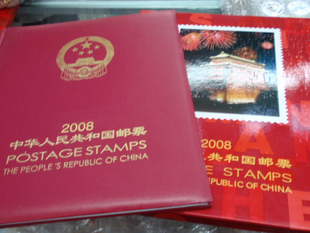 2008
中华人民共和国邮票
POSTAGE STAMPS
THE PEOPLE'S REPUBLIC OF CHINA
2008
共和国邮票
E STAMPS
REPUBLIC OF CHINA